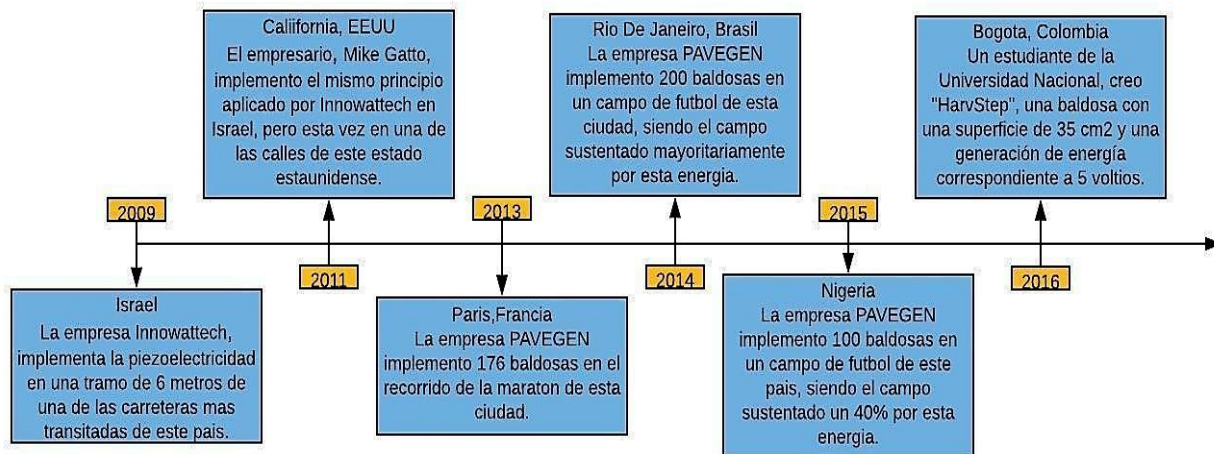 Caliifornia, EEUU
El empresario, Mike Gatto,
implemento el mismo principio
aplicado por Innowattech en
Israel, pero esta vez en una de
las calles de este estado
estaunidense.
Rio De Janeiro, Brasil
La empresa PAVEGEN
implemento 200 baldosas en
un campo de futbol de esta
ciudad, siendo el campo
sustentado mayoritariamente
por esta energia.
Bogota, Colombia
Un estudiante de la
Universidad Nacional, creo
"HarvStep", una baldosa con
una superficie de 35 cm2 y una
generación de energía
correspondiente a 5 voltios.
2009
2013
2015
2011
2014
2016
Israel
La empresa Innowattech,
implementa la piezoelectricidad
en una tramo de 6 metros de
una de las carreteras mas
transitadas de este pais.
Paris,Francia
La empresa PAVEGEN
implemento 176 baldosas en el
recorrido de la maraton de esta
ciudad.
Nigeria
La empresa PAVEGEN
implemento 100 baldosas en
un campo de futbol de este
pais, siendo el campo
sustentado un 40% por esta
energia.